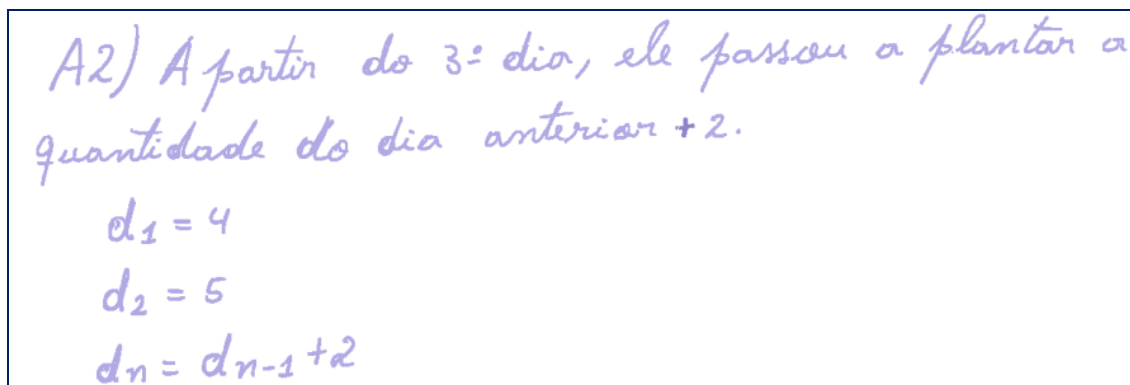 A2) A partir do 3º dia, ele passou a plantar a
quantidade do dia anterior + 2.
d₁ = 4
d₂ = 5
dₙ = dₙ₋₁ + 2